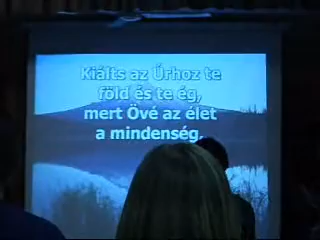 Kiálts az Úrhoz te
föld és te ég,
mert Övé az élet
a mindenség.